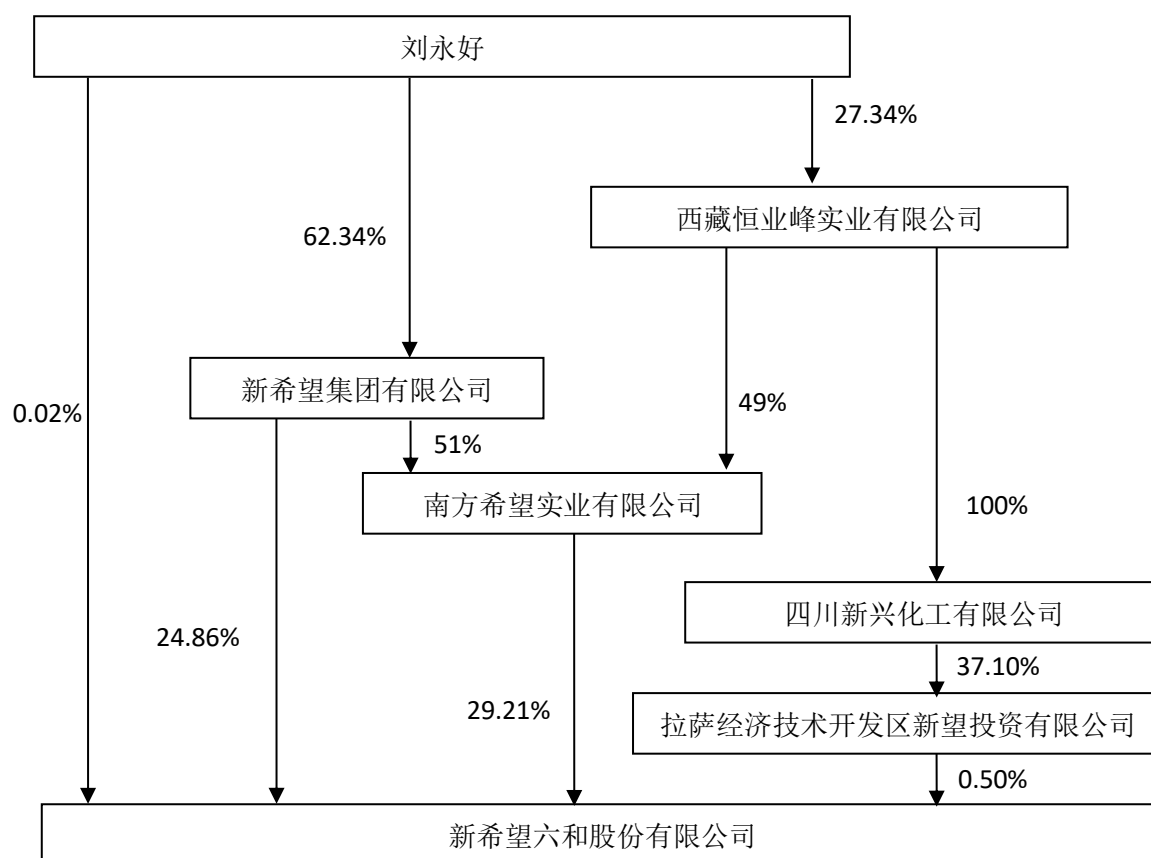 刘永好
27.34%
西藏恒业峰实业有限公司
62.34%
新希望集团有限公司
0.02%
49%
51%
南方希望实业有限公司
100%
四川新兴化工有限公司
24.86%
37.10%
29.21%
拉萨经济技术开发区新望投资有限公司
0.50%
新希望六和股份有限公司